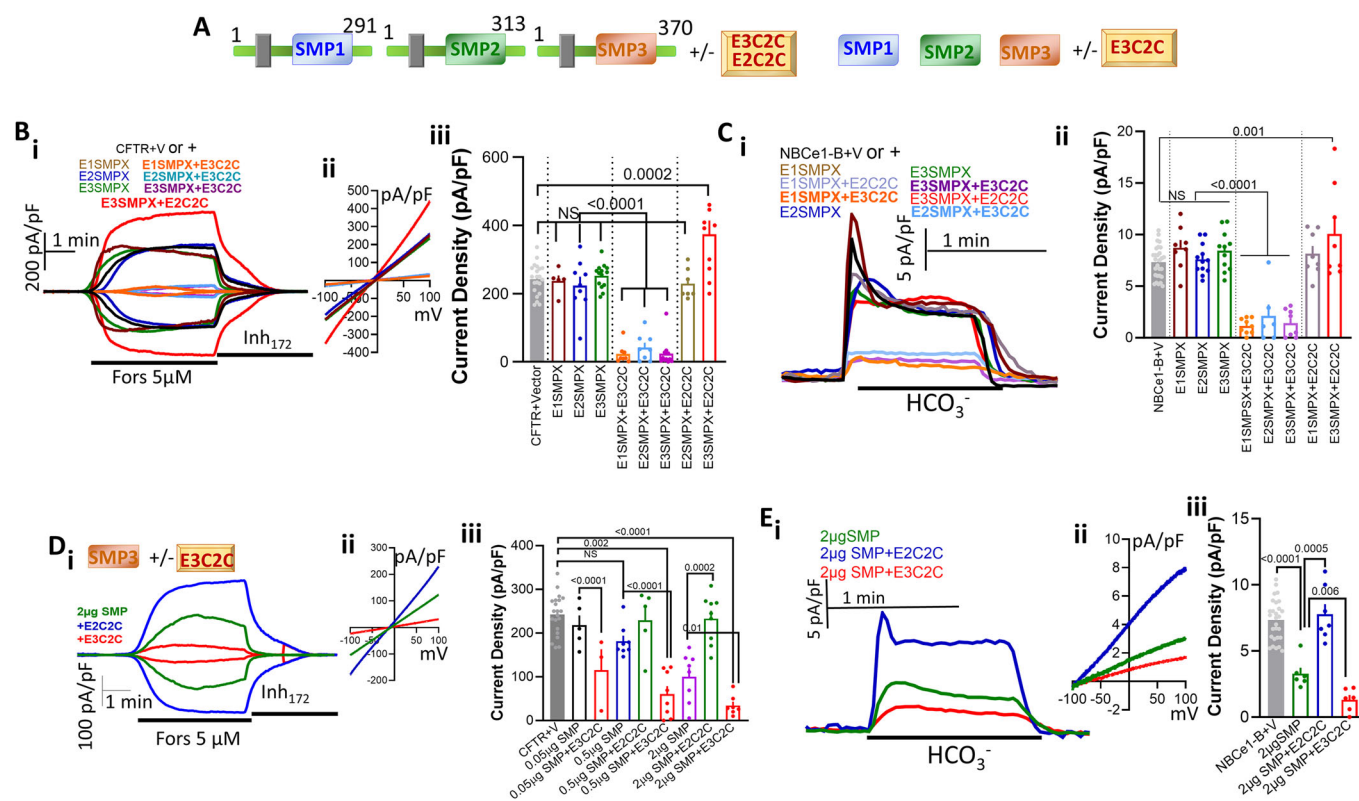 A
1 291 1 313 1 370
SMP1 SMP2 SMP3 +/- E3C2C
E2C2C
SMP1 SMP2 SMP3 +/- E3C2C
B
i
CFTR+V or +
E1SMPX E1SMPX+E3C2C
E2SMPX E2SMPX+E3C2C
E3SMPX E3SMPX+E3C2C
E3SMPX+E2C2C
200 pA/pF
1 min
Fors 5µM
Inh172
ii
pA/pF
500
400
300
200
100
-100 50 100
mV
-100
-200
-300
-400
iii
Current Density (pA/pF)
600
400
200
0
0.0002
NS <0.0001
CFTR+Vector
E1SMPX
E2SMPX
E3SMPX
E1SMPX+E3C2C
E2SMPX+E3C2C
E3SMPX+E3C2C
E2SMPX+E2C2C
E3SMPX+E2C2C
C
i
NBCe1-B+V or +
E1SMPX E3SMPX
E1SMPX+E2C2C E3SMPX+E3C2C
E1SMPX+E3C2C E3SMPX+E2C2C
E2SMPX E2SMPX+E3C2C
5 pA/pF
1 min
HCO3-
ii
Current Density (pA/pF)
20
15
10
5
0
0.001
NS <0.0001
NBCe1-B+V
E1SMPX
E2SMPX
E3SMPX
E1SMPSX+E3C2C
E2SMPX+E3C2C
E3SMPX+E3C2C
E1SMPX+E2C2C
E3SMPX+E2C2C
D
i
SMP3 +/- E3C2C
2µg SMP
+E2C2C
+E3C2C
100 pA/pF
1 min
Fors 5 µM
Inh172
ii
pA/pF
300
200
100
-100 -50 50 100
mV
-100
-200
iii
Current Density (pA/pF)
400
300
200
100
0
<0.0001
0.002
NS
<0.0001 <0.0001 0.0002
0.01
CFTR+V
0.05µg SMP
0.05µg SMP+E3C2C
0.5µg SMP
0.5µg SMP+E2C2C
0.5µg SMP+E3C2C
2µg SMP
2µg SMP+E2C2C
2µg SMP+E3C2C
E
i
2µgSMP
2µg SMP+E2C2C
2µg SMP+E3C2C
5 pA/pF
1 min
HCO3-
ii
pA/pF
10
8
6
4
2
-100 50 100
-2
mV
iii
Current Density (pA/pF)
15
10
5
0
<0.0001 0.0005
0.006
NBCe1-B+V
2µgSMP
2µg SMP+E2C2C
2µg SMP+E3C2C